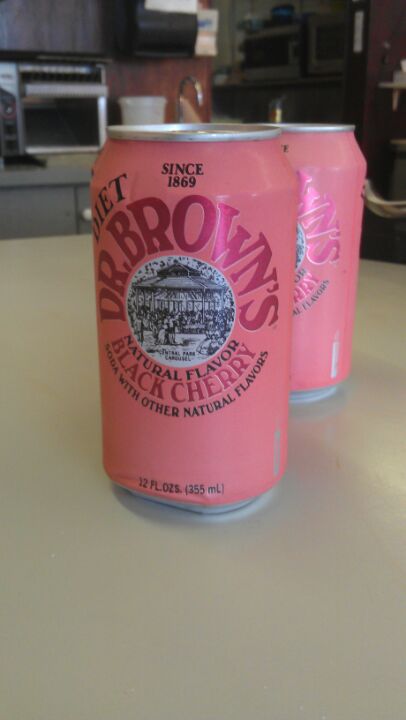 SINCE
1869
DIET
DR. BROWN'S
CENTRAL PARK
CAROUSEL
NATURAL FLAVOR
BLACK CHERRY
SODA WITH OTHER NATURAL FLAVORS
12 FL.OZS. (355 mL)